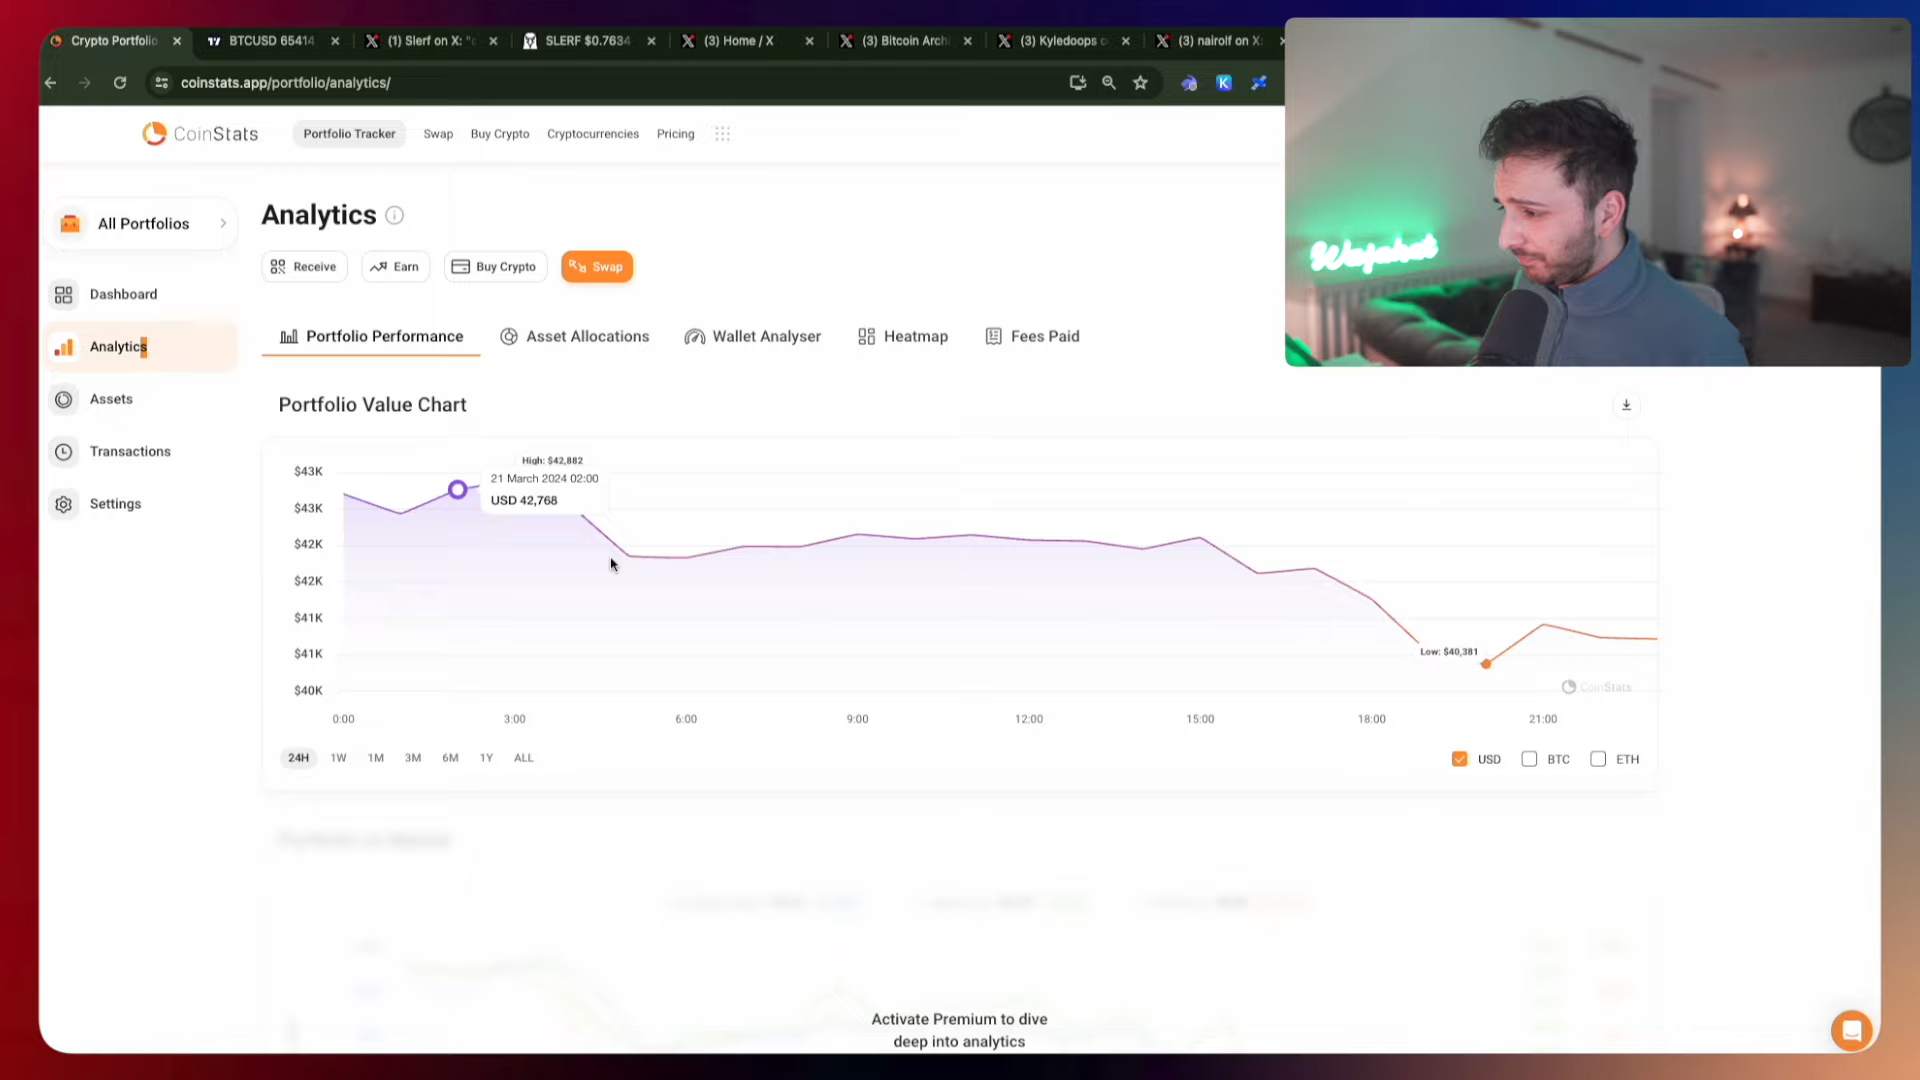 Crypto Portfolio
BTCUSD 65414
(1) Slerf on X: "
SLERF $0.7634
(3) Home / X
(3) Bitcoin Arch
(3) Kyledoops
(3) nairolf on X:
coinstats.app/portfolio/analytics/
K
Wajahat
CoinStats
Portfolio Tracker
Swap
Buy Crypto
Cryptocurrencies
Pricing
All Portfolios
Dashboard
Analytics
Assets
Transactions
Settings
Analytics
Receive
Earn
Buy Crypto
Swap
Portfolio Performance
Asset Allocations
Wallet Analyser
Heatmap
Fees Paid
Portfolio Value Chart
$43K
$43K
$42K
$42K
$41K
$41K
$40K
High: $42,882
21 March 2024 02:00
USD 42,768
Low: $40,381
CoinStats
0:00
3:00
6:00
9:00
12:00
15:00
18:00
21:00
24H
1W
1M
3M
6M
1Y
ALL
USD
BTC
ETH
Activate Premium to dive
deep into analytics